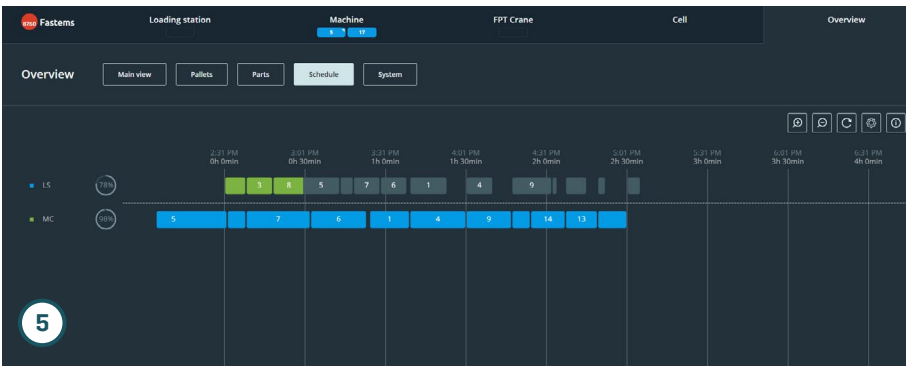 8760 Fastems
Loading station
Machine
5 17
FPT Crane
Cell
Overview
Overview
Main view
Pallets
Parts
Schedule
System
2:31 PM 3:01 PM 3:31 PM 4:01 PM 4:31 PM 5:01 PM 5:31 PM 6:01 PM 6:31 PM
0h 0min 0h 30min 1h 0min 1h 30min 2h 0min 2h 30min 3h 0min 3h 30min 4h 0min
LS 78% 3 8 5 7 6 1 4 9
MC 98% 5 7 6 1 4 9 14 13
5